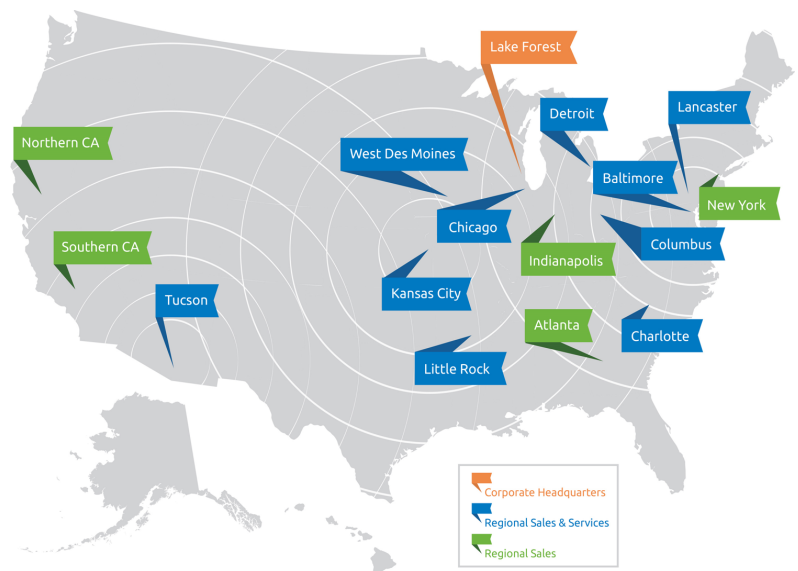 Lake Forest
Detroit
Lancaster
Northern CA
West Des Moines
Baltimore
New York
Chicago
Columbus
Southern CA
Indianapolis
Kansas City
Tucson
Atlanta
Charlotte
Little Rock
Corporate Headquarters
Regional Sales & Services
Regional Sales